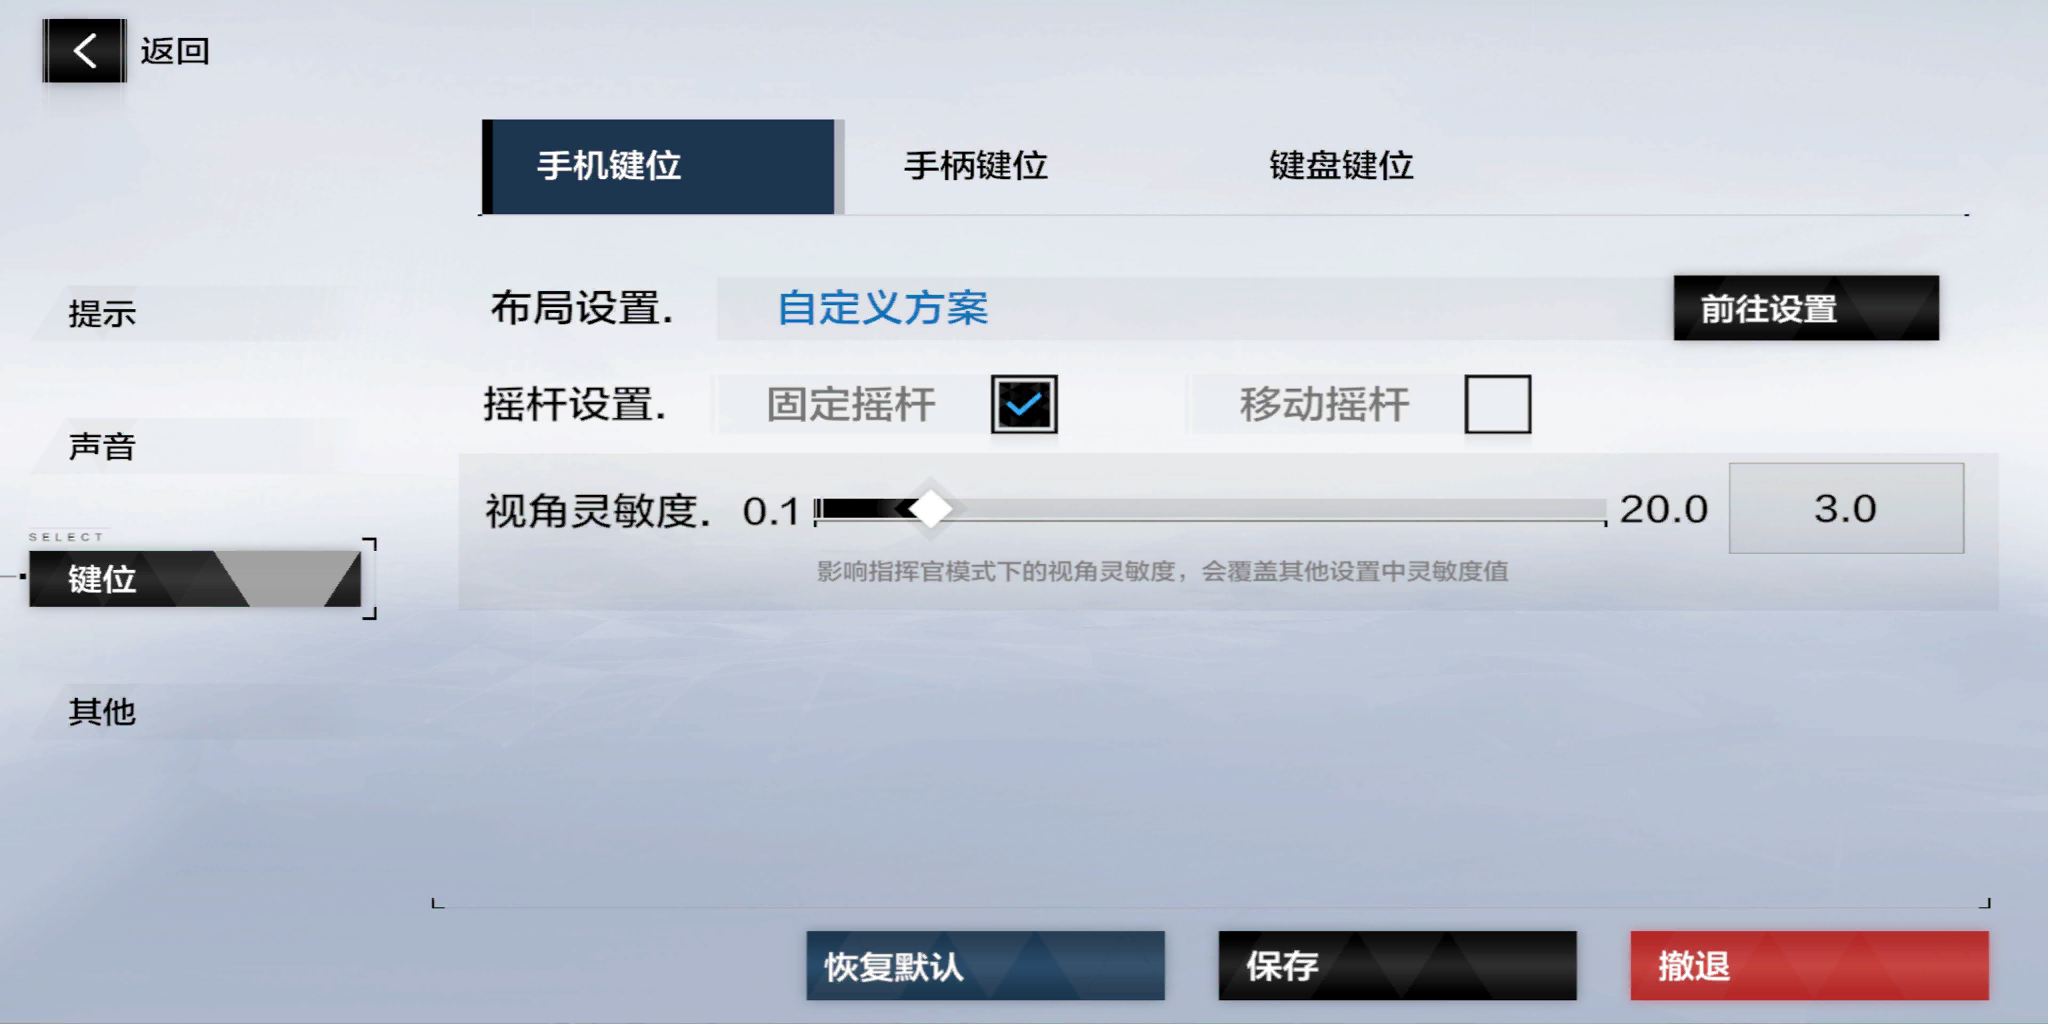 返回
手机键位
手柄键位
键盘键位
提示
布局设置.
自定义方案
前往设置
摇杆设置.
固定摇杆
移动摇杆
声音
视角灵敏度.
0.1
20.0
3.0
影响指挥官模式下的视角灵敏度，会覆盖其他设置中灵敏度值
SELECT
键位
其他
恢复默认
保存
撤退